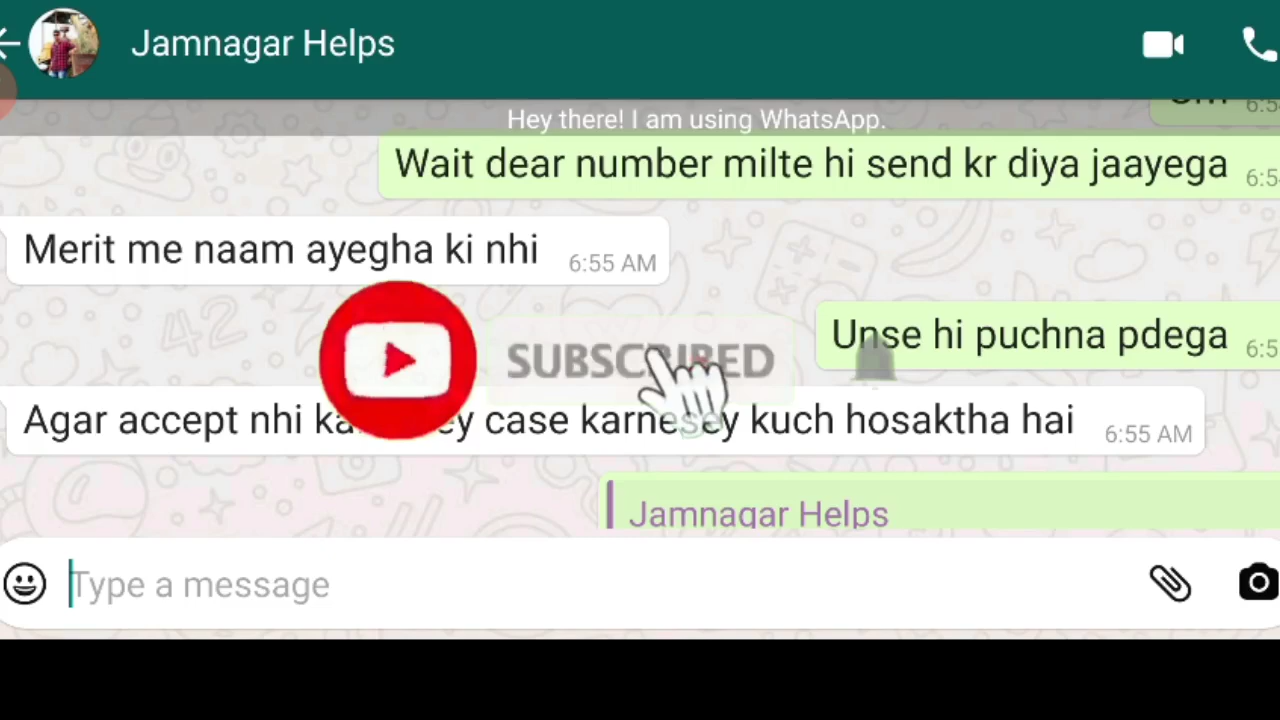 Jamnagar Helps
Hey there! I am using WhatsApp.
Wait dear number milte hi send kr diya jaayega
Merit me naam ayegha ki nhi 6:55 AM
Unse hi puchna pdega
SUBSCRIBED
Agar accept nhi case karnesey kuch hosaktha hai 6:55 AM
Jamnagar Helps
Type a message